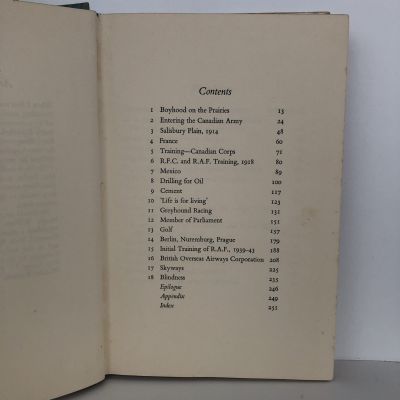 Contents
1 Boyhood on the Prairies 13
2 Entering the Canadian Army 24
3 Salisbury Plain, 1914 48
4 France 60
5 Training—Canadian Corps 71
6 R.F.C. and R.A.F. Training, 1918 80
7 Mexico 89
8 Drilling for Oil 100
9 Cement 117
10 'Life is for living' 123
11 Greyhound Racing 131
12 Member of Parliament 151
13 Golf 157
14 Berlin, Nuremburg, Prague 179
15 Initial Training of R.A.F., 1939-43 188
16 British Overseas Airways Corporation 208
17 Skyways 225
18 Blindness 235
Epilogue 246
Appendix 249
Index 251